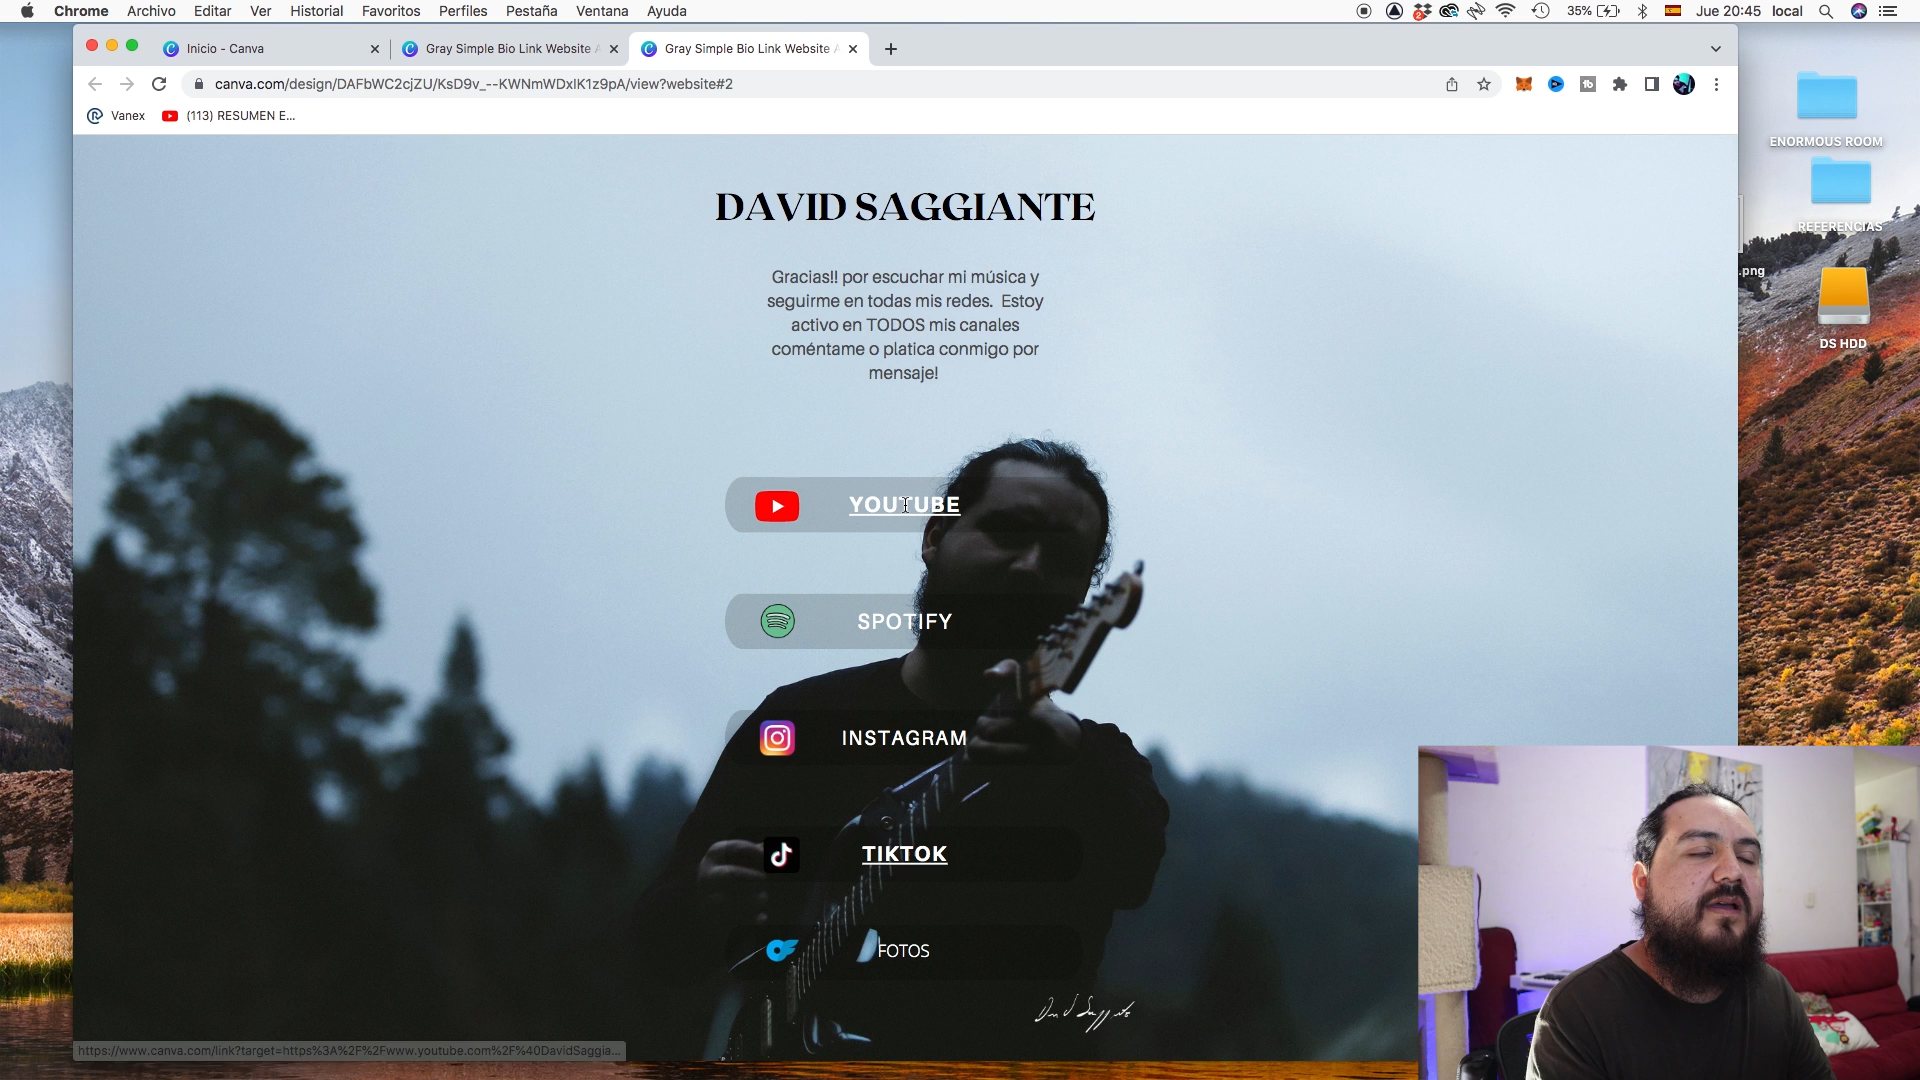 Chrome Archivo Editar Ver Historial Favoritos Perfiles Pestaña Ventana Ayuda
2 35% Jue 20:45 local
Inicio - Canva
Gray Simple Bio Link Website A
Gray Simple Bio Link Website A
canva.com/design/DAFbWC2cjZU/KsD9v_--KWNmWDxlK1z9pA/view?website#2
Vanex
(113) RESUMEN E...
ENORMOUS ROOM
REFERENCIAS
.png
DS HDD
DAVID SAGGIANTE
Gracias!! por escuchar mi música y
seguirme en todas mis redes. Estoy
activo en TODOS mis canales
coméntame o platica conmigo por
mensaje!
YOUTUBE
SPOTIFY
INSTAGRAM
TIKTOK
FOTOS
https://www.canva.com/link?target=https%3A%2F%2Fwww.youtube.com%2F%40DavidSaggia...